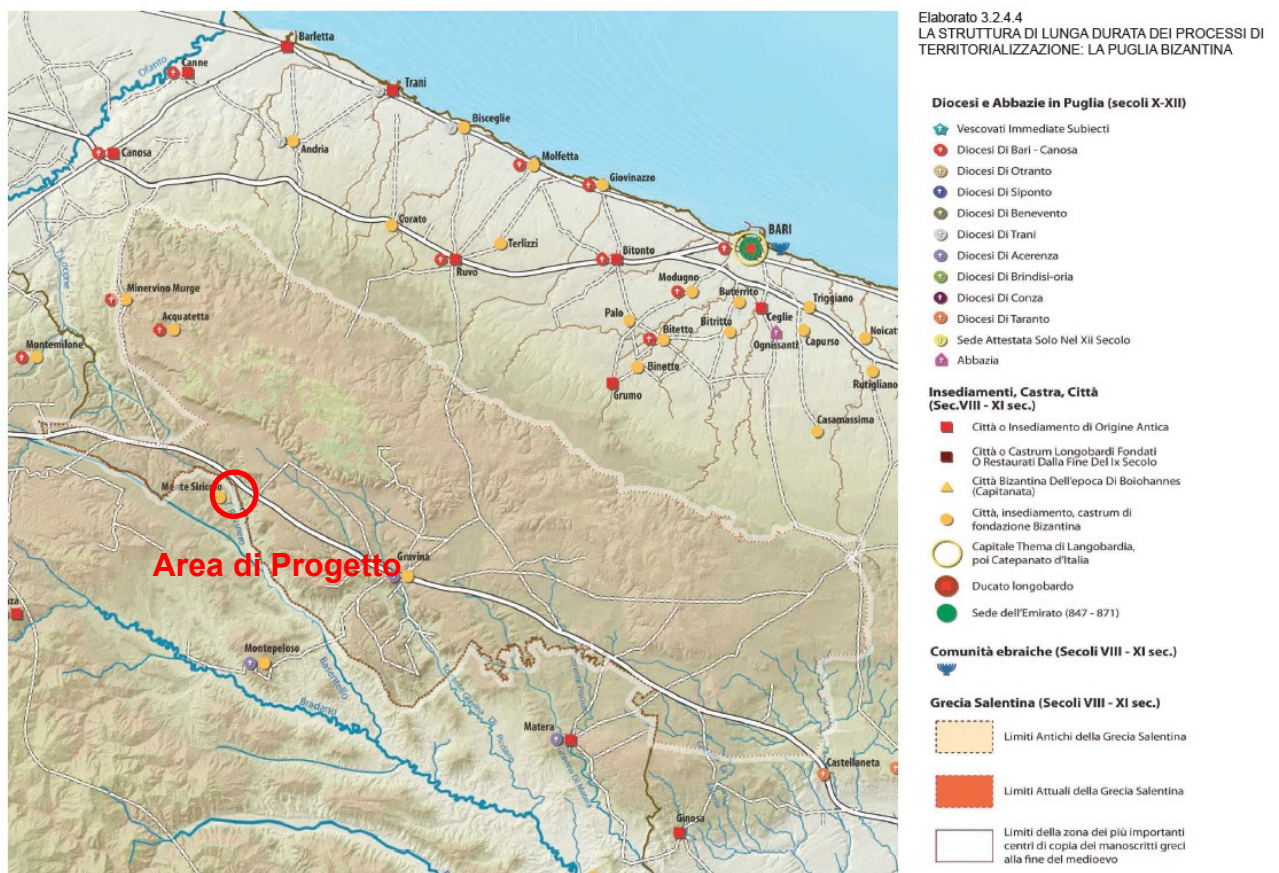 Elaborato 3.2.4.4
LA STRUTTURA DI LUNGA DURATA DEI PROCESSI DI
TERRITORIALIZZAZIONE: LA PUGLIA BIZANTINA
Diocesi e Abbazie in Puglia (secoli X-XII)
Vescovati Immediate Subiecti
Diocesi Di Bari - Canosa
Diocesi Di Otranto
Diocesi Di Siponto
Diocesi Di Benevento
Diocesi Di Trani
Diocesi Di Acerenza
Diocesi Di Brindisi-oria
Diocesi Di Conza
Diocesi Di Taranto
Sede Attestata Solo Nel Xii Secolo
Abbazia
Insediamenti, Castra, Città
(Sec.VIII - XI sec.)
Città o Insediamento di Origine Antica
Città o Castrum Longobardi Fondati
O Restaurati Dalla Fine Del Ix Secolo
Città Bizantina Dell'epoca Di Boiohannes
(Capitanata)
Città, insediamento, castrum di
fondazione Bizantina
Capitale Thema di Langobardia,
poi Catepanato d'Italia
Ducato longobardo
Sede dell'Emirato (847 - 871)
Comunità ebraiche (Secoli VIII - XI sec.)
Grecia Salentina (Secoli VIII - XI sec.)
Limiti Antichi della Grecia Salentina
Limiti Attuali della Grecia Salentina
Limiti della zona dei più importanti
centri di copia dei manoscritti greci
alla fine del medioevo
Barletta
Ofanto
Canne
Trani
Bisceglie
Andria
Canosa
Molfetta
Giovinazzo
Corato
Terlizzi
BARI
Ruvo
Bitonto
Modugno
Buterrito
Triggiano
Minervino Murge
Acquatetta
Palo
Bitritto
Ceglie
Noicat
Montemilone
Bitetto
Ognissanti
Capurso
Binetto
Rutigliano
Grumo
Casamassima
Area di Progetto
Gravina
Montepeloso
Basentello
Bradano
Matera
Gravina Di Matera
Castellaneta
Ginosa